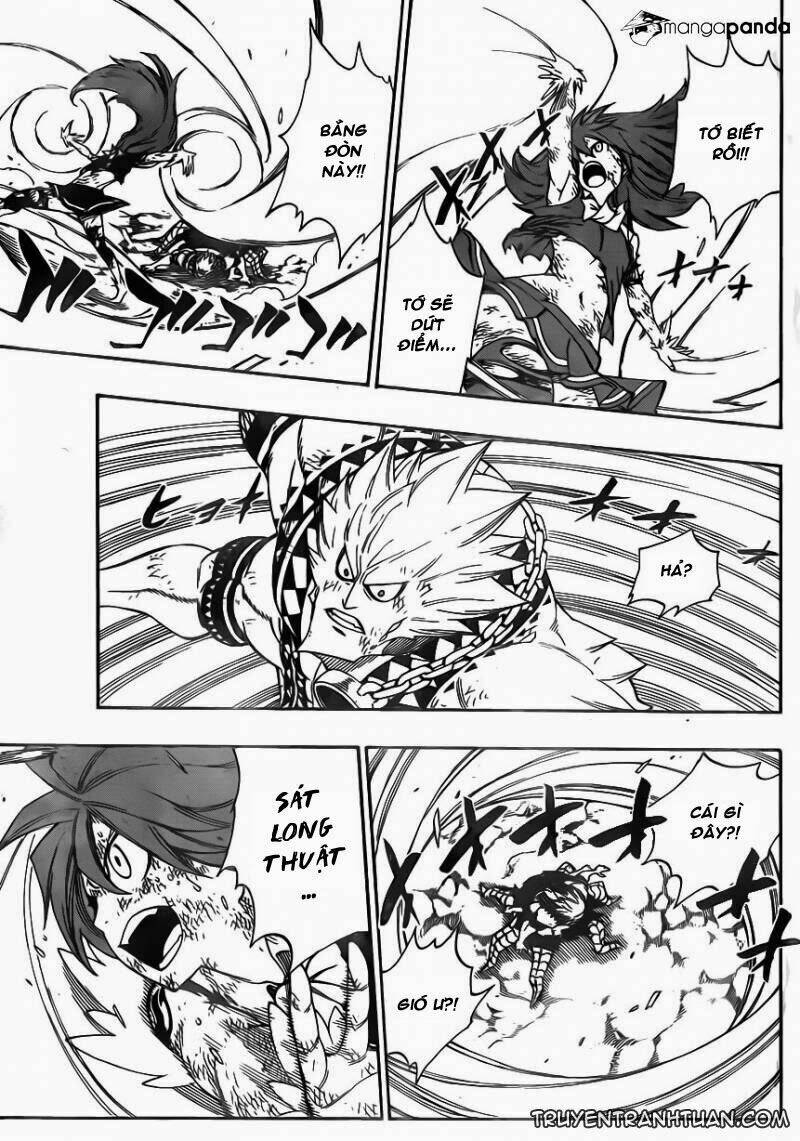 mangapanda
TỚ BIẾT
RỒI!!
TỚ SẼ
DỨT
ĐIỂM...
BẰNG
ĐÒN
NÀY!!
HẢ?
CÁI GÌ
ĐÂY?!
GIÓ Ư?!
SÁT
LONG
THUẬT
...
TRUYENTRANHTUAN.COM